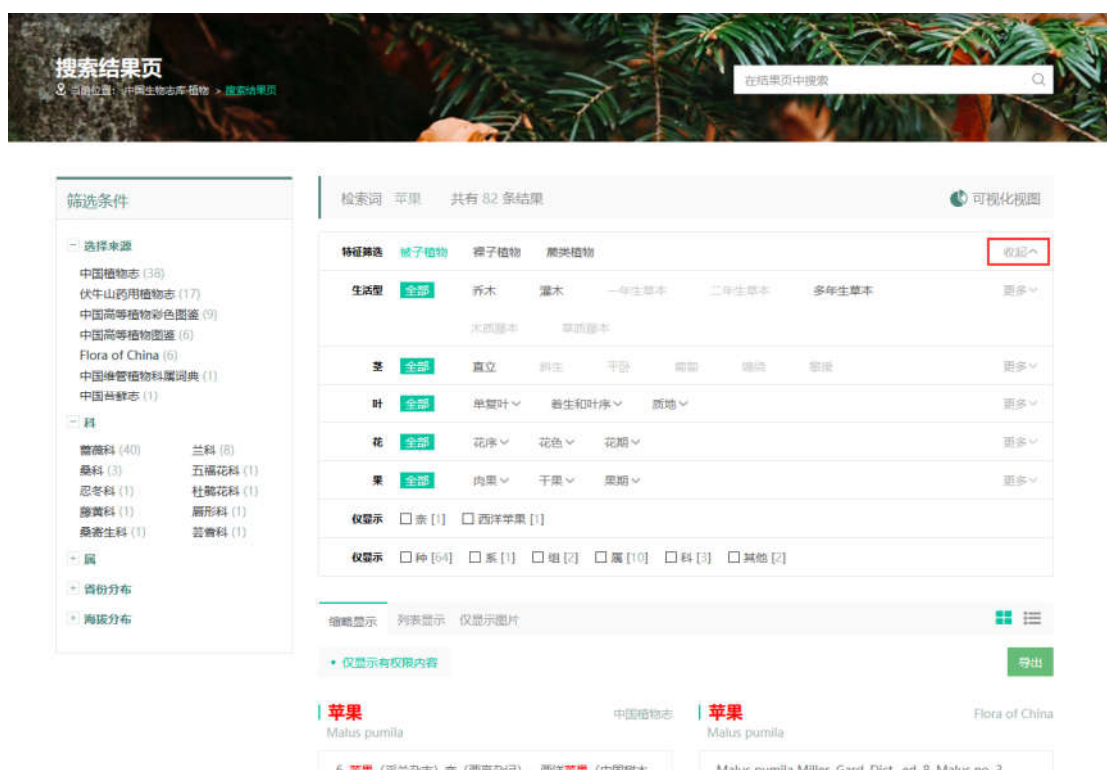 搜索结果页
当前位置: 中国生物志库·植物 > 搜索结果页
在结果页中搜索
筛选条件
选择来源
中国植物志 (38)
伏牛山药用植物志 (17)
中国高等植物彩色图鉴 (9)
中国高等植物图鉴 (6)
Flora of China (6)
中国维管植物科属词典 (1)
中国苔藓志 (1)
科
蔷薇科 (40) 兰科 (8)
桑科 (3) 五福花科 (1)
忍冬科 (1) 杜鹃花科 (1)
藤黄科 (1) 唇形科 (1)
桑寄生科 (1) 芸香科 (1)
属
省份分布
海拔分布
检索词 苹果 共有 82 条结果 可视化视图
特征筛选 被子植物 裸子植物 蕨类植物 收起
生活型 全部 乔木 灌木 一年生草本 二年生草本 多年生草本 更多
木质藤本 草质藤本
茎 全部 直立 斜生 平卧 匍匐 缠绕 攀援 更多
叶 全部 单复叶 着生和叶序 质地 更多
花 全部 花序 花色 花期 更多
果 全部 肉果 干果 果期 更多
仅显示 柰 [1] 西洋苹果 [1]
仅显示 种 [64] 系 [1] 组 [2] 属 [10] 科 [3] 其他 [2]
缩略显示 列表显示 仅显示图片
• 仅显示有权限内容 导出
苹果 中国植物志
Malus pumila
苹果 Flora of China
Malus pumila
Malus pumila Miller, Gard. Dict., ed. 8, Malus no. 3.